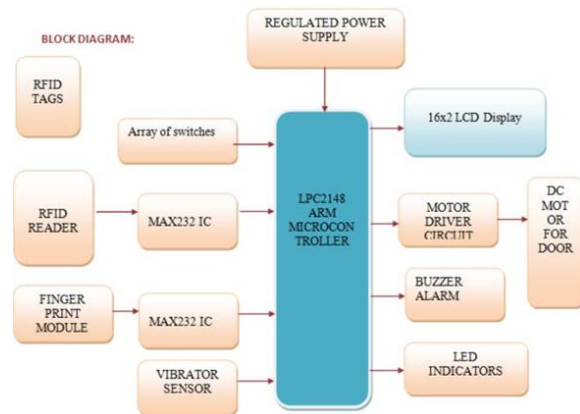 BLOCK DIAGRAM:
REGULATED POWER
SUPPLY
RFID
TAGS
Array of switches
16x2 LCD Display
RFID
READER
MAX232 IC
LPC2148
ARM
MICROCON
TROLLER
MOTOR
DRIVER
CIRCUIT
DC
MOT
OR
FOR
DOOR
FINGER
PRINT
MODULE
MAX232 IC
BUZZER
ALARM
VIBRATOR
SENSOR
LED
INDICATORS